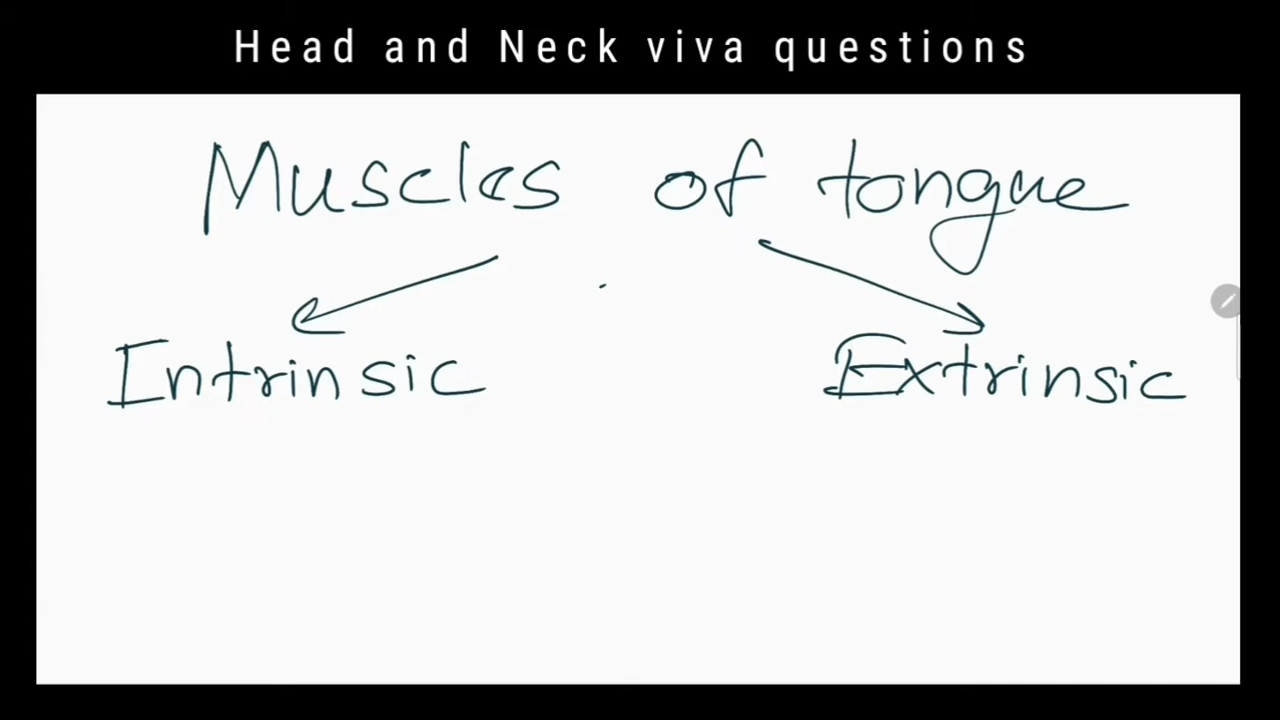 Head and Neck viva questions
Muscles of tongue
Intrinsic Extrinsic